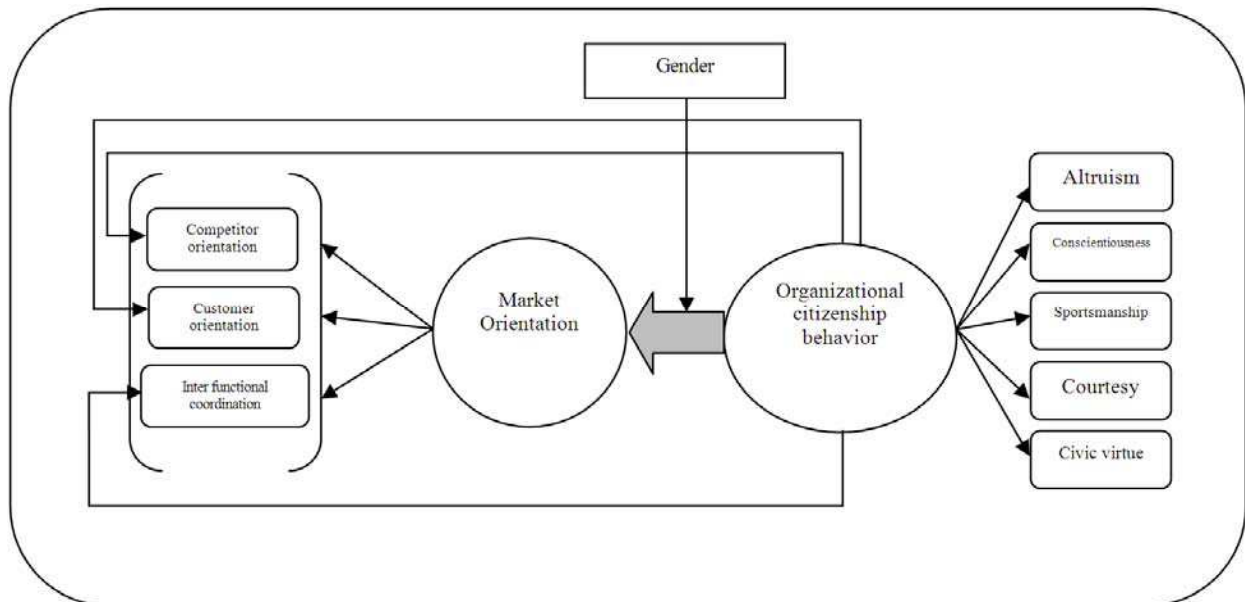 Gender
Competitor
orientation
Customer
orientation
Inter functional
coordination
Market
Orientation
Organizational
citizenship
behavior
Altruism
Conscientiousness
Sportsmanship
Courtesy
Civic virtue